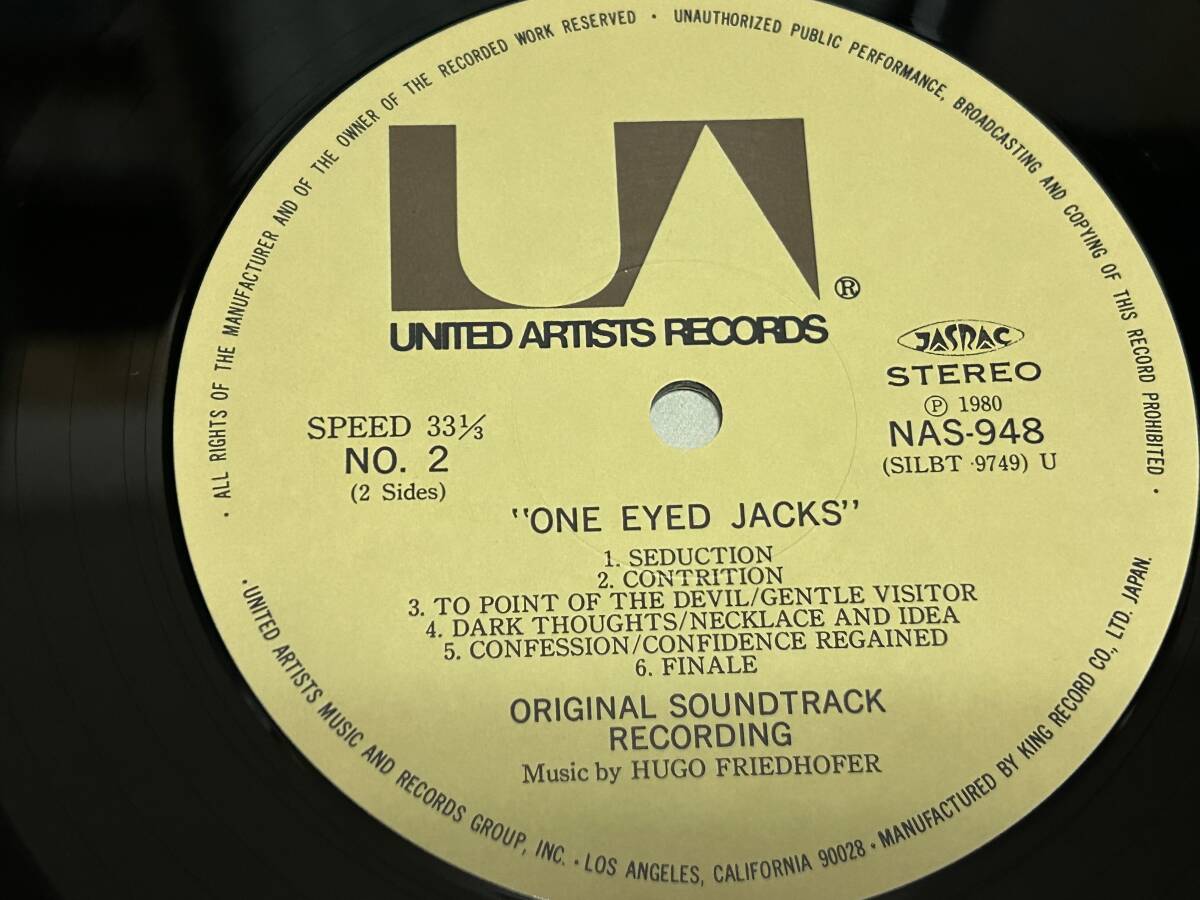 · ALL RIGHTS OF THE MANUFACTURER AND OF THE OWNER OF THE RECORDED WORK RESERVED · UNAUTHORIZED PUBLIC PERFORMANCE, BROADCASTING AND COPYING OF THIS RECORD PROHIBITED ·
UA
®
UNITED ARTISTS RECORDS
JASRAC
STEREO
Ⓟ 1980
NAS-948
(SILBT ·9749) U
SPEED 33⅓
NO. 2
(2 Sides)
"ONE EYED JACKS"
1. SEDUCTION
2. CONTRITION
3. TO POINT OF THE DEVIL/GENTLE VISITOR
4. DARK THOUGHTS/NECKLACE AND IDEA
5. CONFESSION/CONFIDENCE REGAINED
6. FINALE
ORIGINAL SOUNDTRACK
RECORDING
Music by HUGO FRIEDHOFER
· UNITED ARTISTS MUSIC AND RECORDS GROUP, INC. · LOS ANGELES, CALIFORNIA 90028 · MANUFACTURED BY KING RECORD CO., LTD. JAPAN.